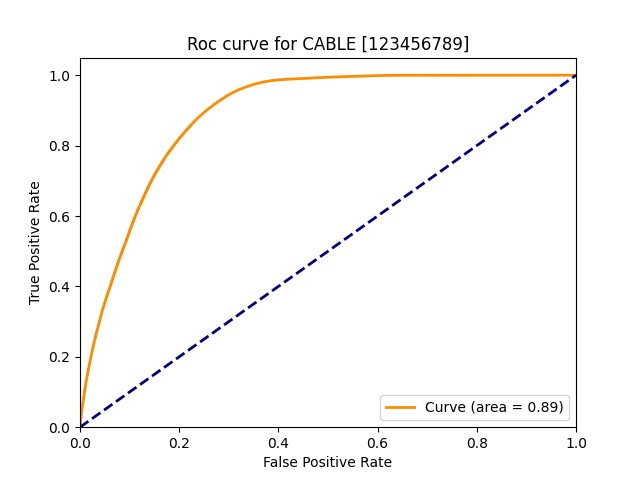 Roc curve for CABLE [123456789]
True Positive Rate
1.0
0.8
0.6
0.4
0.2
0.0
0.0 0.2 0.4 0.6 0.8 1.0
False Positive Rate
Curve (area = 0.89)